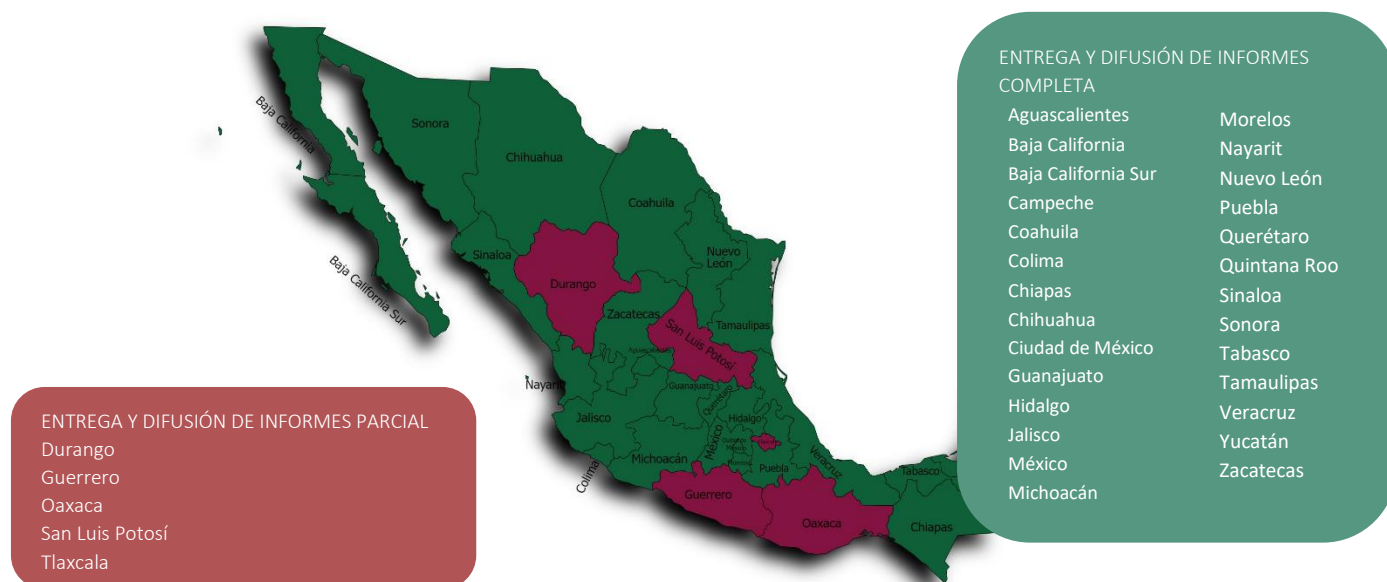 ENTREGA Y DIFUSIÓN DE INFORMES
COMPLETA
Aguascalientes
Baja California
Baja California Sur
Campeche
Coahuila
Colima
Chiapas
Chihuahua
Ciudad de México
Guanajuato
Hidalgo
Jalisco
México
Michoacán
Morelos
Nayarit
Nuevo León
Puebla
Querétaro
Quintana Roo
Sinaloa
Sonora
Tabasco
Tamaulipas
Veracruz
Yucatán
Zacatecas
Baja California
Sonora
Chihuahua
Coahuila
Baja California Sur
Sinaloa
Nuevo
León
Durango
Zacatecas
San Luis Potosí
Tamaulipas
Aguascalientes
Nayarit
Guanajuato
Querétaro
Jalisco
Hidalgo
México
Colima
Michoacán
Puebla
Veracruz
Tabasco
Guerrero
Oaxaca
Chiapas
ENTREGA Y DIFUSIÓN DE INFORMES PARCIAL
Durango
Guerrero
Oaxaca
San Luis Potosí
Tlaxcala